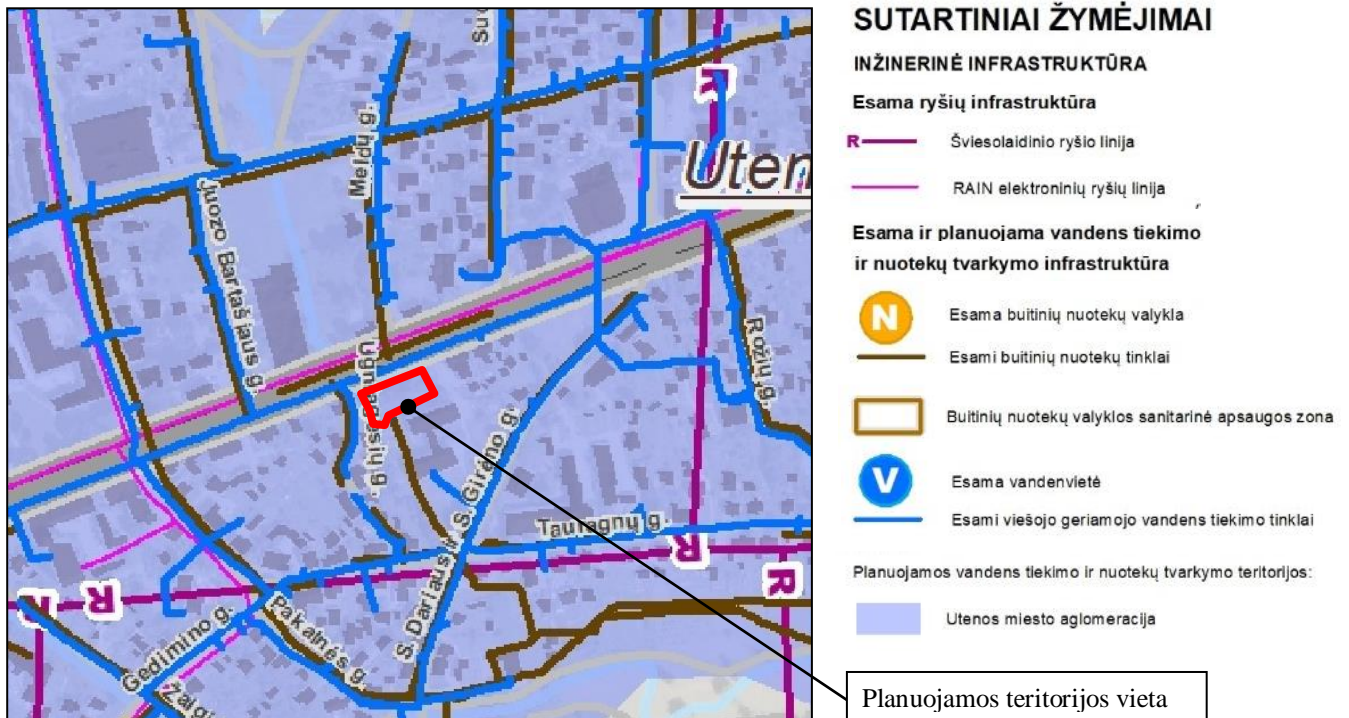 Su
R
Uten
Meldų g.
Juozo Bartašiaus g.
Ugniagesių g.
Rožių g.
S. Dariaus ir S. Girėno g.
Tauragnų g.
R
R
R
Gedimino g.
Pakalnės g.
SUTARTINIAI ŽYMĖJIMAI
INŽINERINĖ INFRASTRUKTŪRA
Esama ryšių infrastruktūra
R
Šviesolaidinio ryšio linija
RAIN elektroninių ryšių linija
Esama ir planuojama vandens tiekimo
ir nuotekų tvarkymo infrastruktūra
N
Esama buitinių nuotekų valykla
Esami buitinių nuotekų tinklai
Buitinių nuotekų valyklos sanitarinė apsaugos zona
V
Esama vandenvietė
Esami viešojo geriamojo vandens tiekimo tinklai
Planuojamos vandens tiekimo ir nuotekų tvarkymo teritorijos:
Utenos miesto aglomeracija
Planuojamos teritorijos vieta